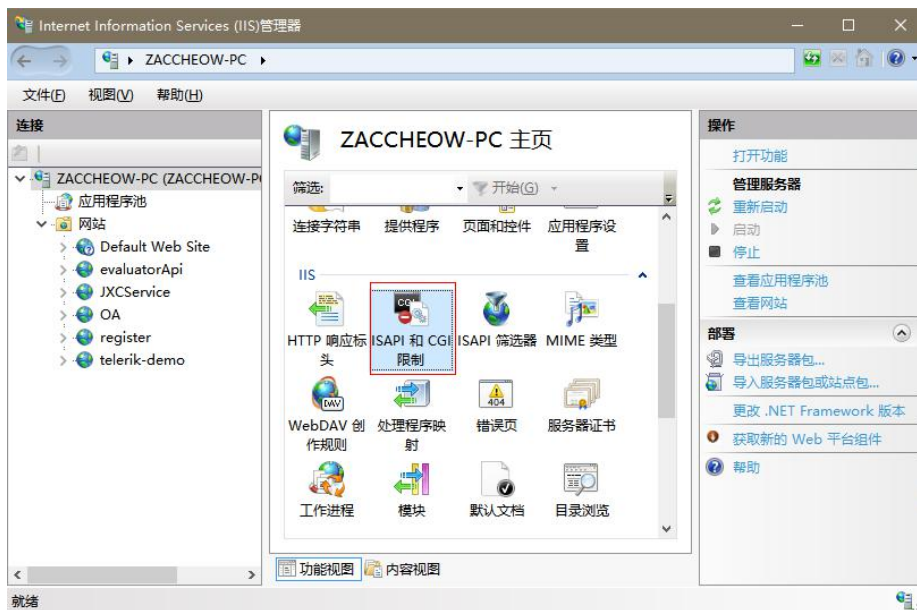 Internet Information Services (IIS)管理器
ZACCHEOW-PC
文件(F) 视图(V) 帮助(H)
连接
ZACCHEOW-PC (ZACCHEOW-P
应用程序池
网站
Default Web Site
evaluatorApi
JXCService
OA
register
telerik-demo
ZACCHEOW-PC 主页
筛选: 开始(G)
连接字符串 提供程序 页面和控件 应用程序设
置
IIS
CGI
HTTP 响应标 ISAPI 和 CGI ISAPI 筛选器 MIME 类型
头 限制
DAV 404
WebDAV 创 处理程序映 错误页 服务器证书
作规则 射
工作进程 模块 默认文档 目录浏览
功能视图 内容视图
操作
打开功能
管理服务器
重新启动
启动
停止
查看应用程序池
查看网站
部署
导出服务器包...
导入服务器包或站点包...
更改 .NET Framework 版本
获取新的 Web 平台组件
帮助
就绪